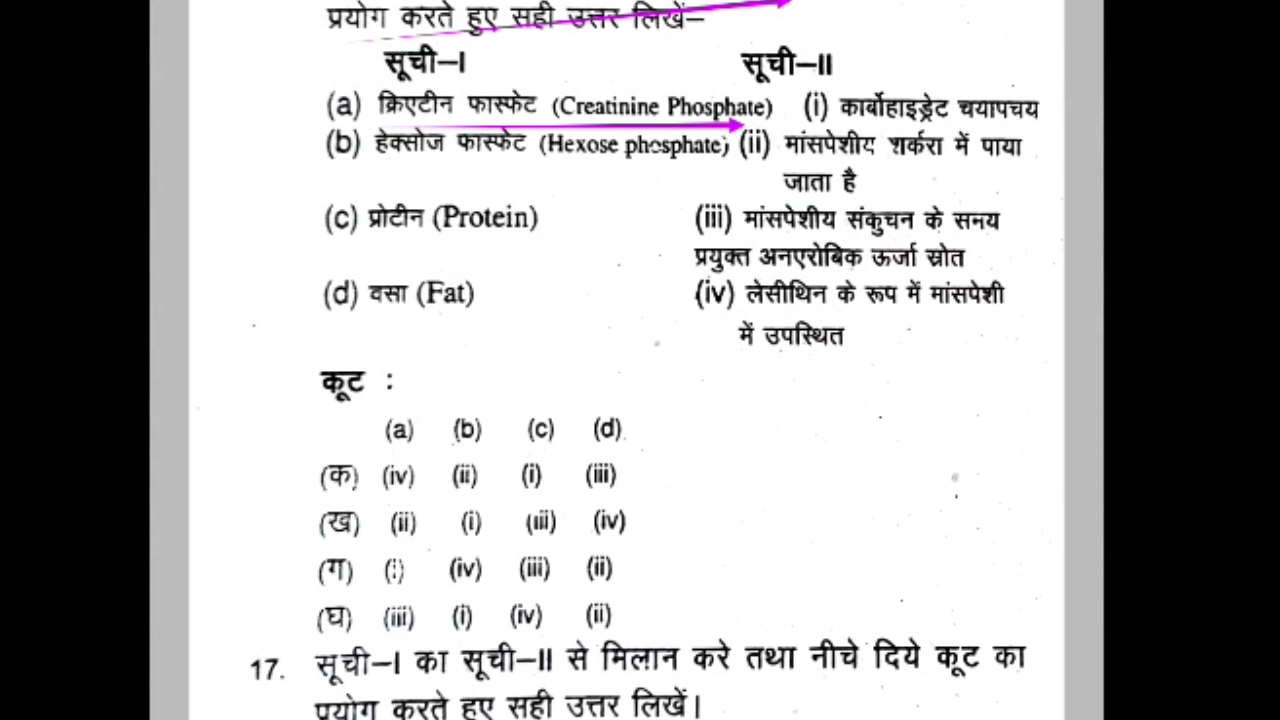 प्रयोग करते हुए सही उत्तर लिखें–
सूची–I सूची–II
(a) क्रिएटीन फास्फेट (Creatinine Phosphate) (i) कार्बोहाइड्रेट चयापचय
(b) हेक्सोज फास्फेट (Hexose phosphate) (ii) मांसपेशीय शर्करा में पाया
जाता है
(c) प्रोटीन (Protein) (iii) मांसपेशीय संकुचन के समय
प्रयुक्त अनएरोबिक ऊर्जा स्रोत
(d) वसा (Fat) (iv) लेसीथिन के रूप में मांसपेशी
में उपस्थित
कूट :
(a) (b) (c) (d)
(क) (iv) (ii) (i) (iii)
(ख) (ii) (i) (iii) (iv)
(ग) (i) (iv) (iii) (ii)
(घ) (iii) (i) (iv) (ii)
17. सूची–I का सूची–II से मिलान करे तथा नीचे दिये कूट का
प्रयोग करते हुए सही उत्तर लिखें।